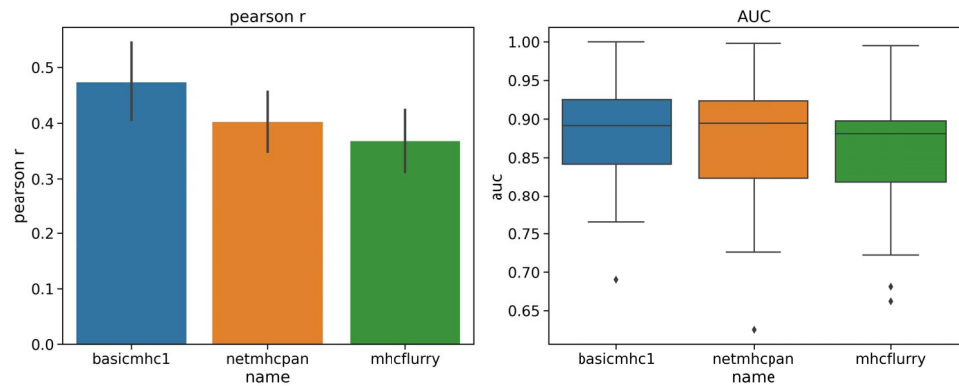 pearson r
pearson r
0.5
0.4
0.3
0.2
0.1
0.0
basicmhc1 netmhcpan mhcflurry
name
AUC
auc
1.00
0.95
0.90
0.85
0.80
0.75
0.70
0.65
basicmhc1 netmhcpan mhcflurry
name